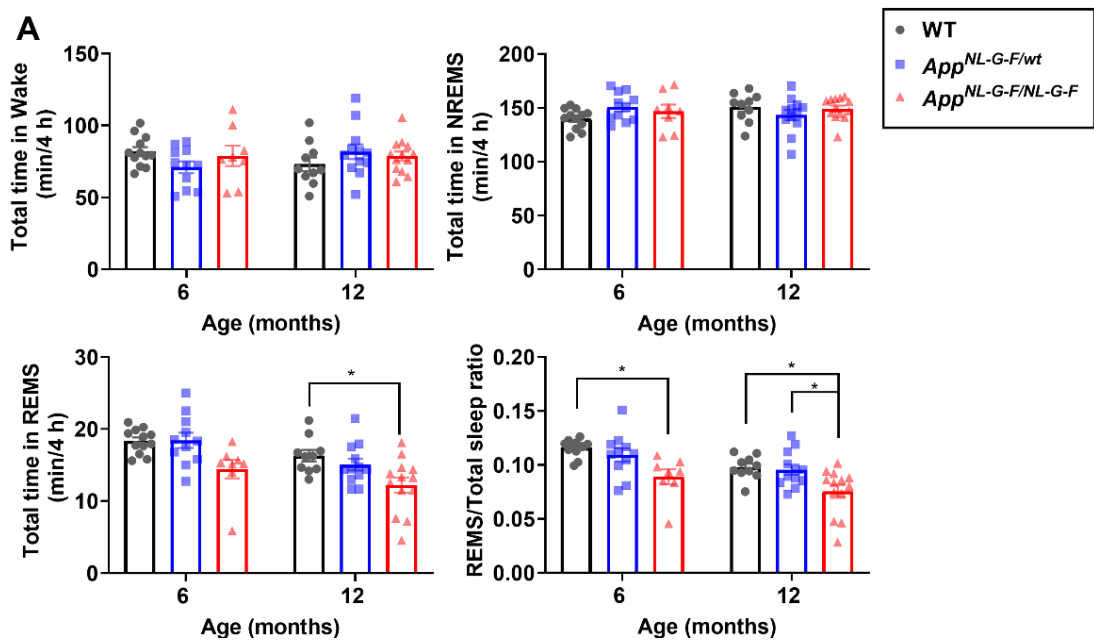 A
WT
App^NL-G-F/wt
App^NL-G-F/NL-G-F
Total time in Wake
(min/4 h)
150
100
50
0
6
12
Age (months)
Total time in NREMS
(min/4 h)
200
150
100
50
0
6
12
Age (months)
Total time in REMS
(min/4 h)
30
20
10
0
*
6
12
Age (months)
REMS/Total sleep ratio
0.20
0.15
0.10
0.05
0.00
*
*
*
6
12
Age (months)